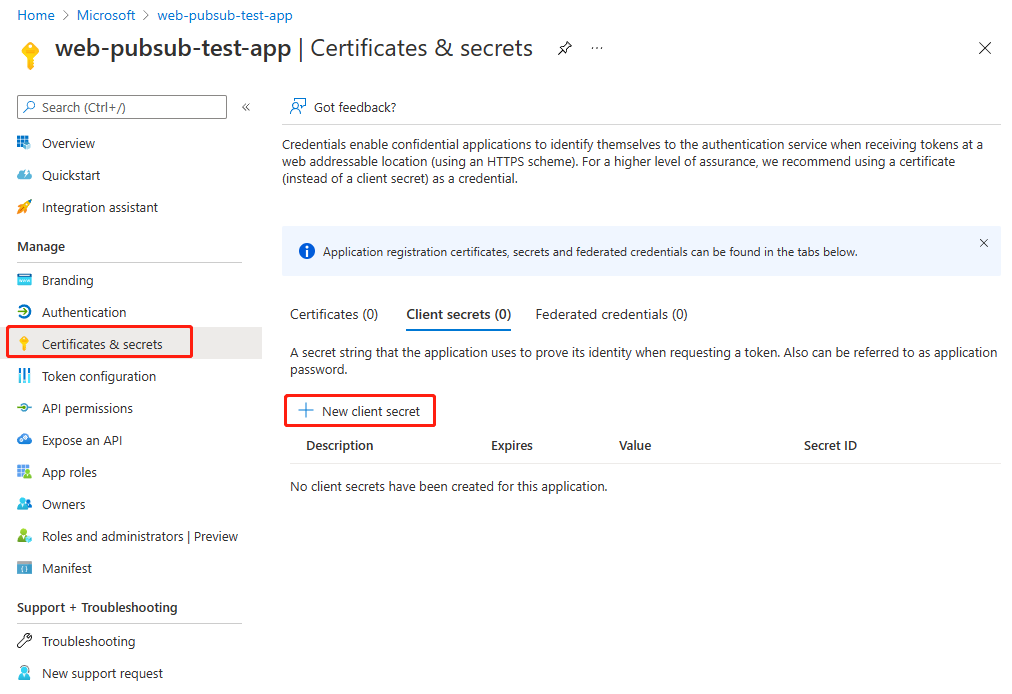 Home > Microsoft > web-pubsub-test-app
web-pubsub-test-app | Certificates & secrets
Search (Ctrl+/)
Overview
Quickstart
Integration assistant
Manage
Branding
Authentication
Certificates & secrets
Token configuration
API permissions
Expose an API
App roles
Owners
Roles and administrators | Preview
Manifest
Support + Troubleshooting
Troubleshooting
New support request
Got feedback?
Credentials enable confidential applications to identify themselves to the authentication service when receiving tokens at a
web addressable location (using an HTTPS scheme). For a higher level of assurance, we recommend using a certificate
(instead of a client secret) as a credential.
Application registration certificates, secrets and federated credentials can be found in the tabs below.
Certificates (0) Client secrets (0) Federated credentials (0)
A secret string that the application uses to prove its identity when requesting a token. Also can be referred to as application
password.
New client secret
Description Expires Value Secret ID
No client secrets have been created for this application.